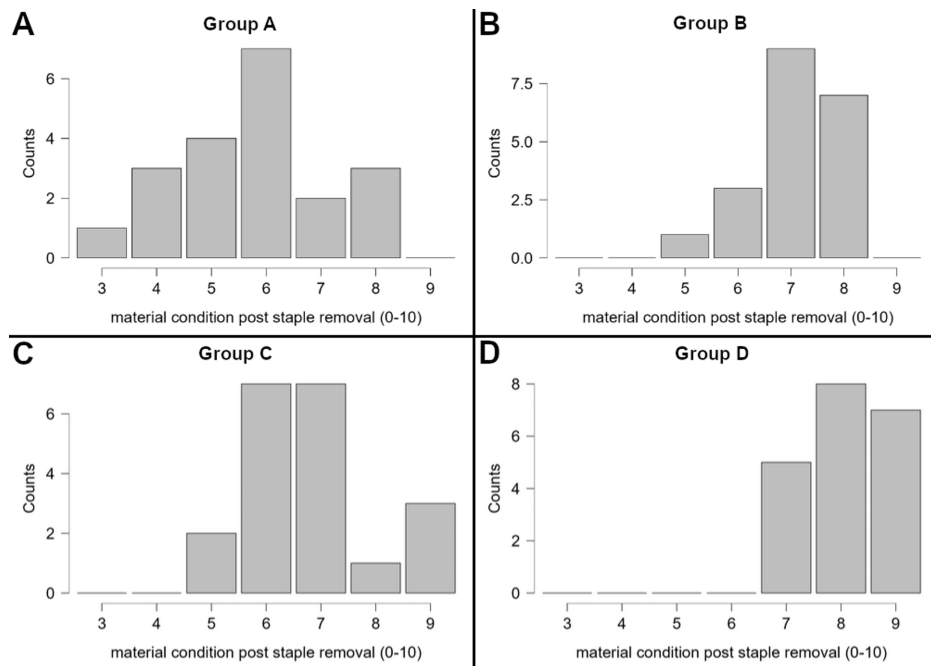 A
Group A
Counts
6
4
2
0
3 4 5 6 7 8 9
material condition post staple removal (0-10)
B
Group B
Counts
7.5
5.0
2.5
0.0
3 4 5 6 7 8 9
material condition post staple removal (0-10)
C
Group C
Counts
6
4
2
0
3 4 5 6 7 8 9
material condition post staple removal (0-10)
D
Group D
Counts
8
6
4
2
0
3 4 5 6 7 8 9
material condition post staple removal (0-10)